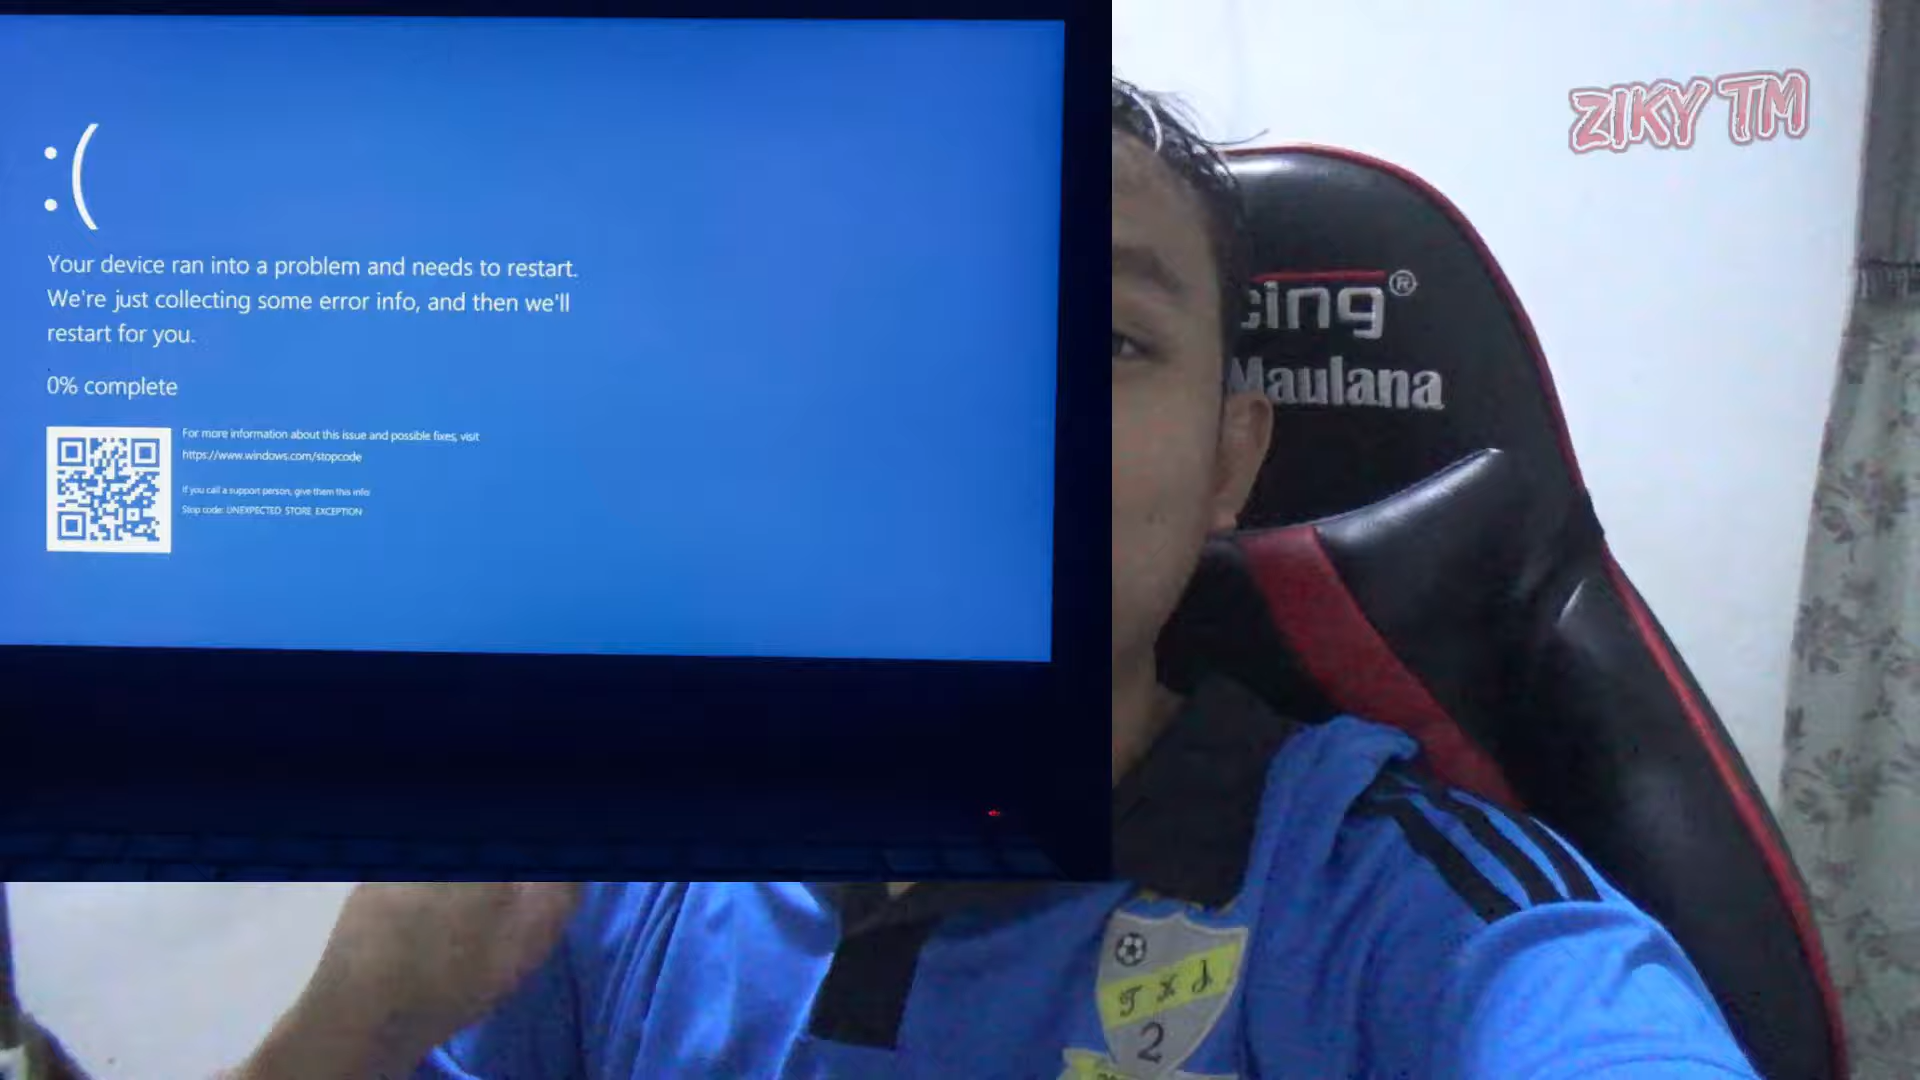 :(
Your device ran into a problem and needs to restart.
We're just collecting some error info, and then we'll
restart for you.
0% complete
For more information about this issue and possible fixes, visit
https://www.windows.com/stopcode
If you call a support person, give them this info:
Stop code: UNEXPECTED STORE EXCEPTION
ZIKY TM
cing®
Maulana
T K J
2